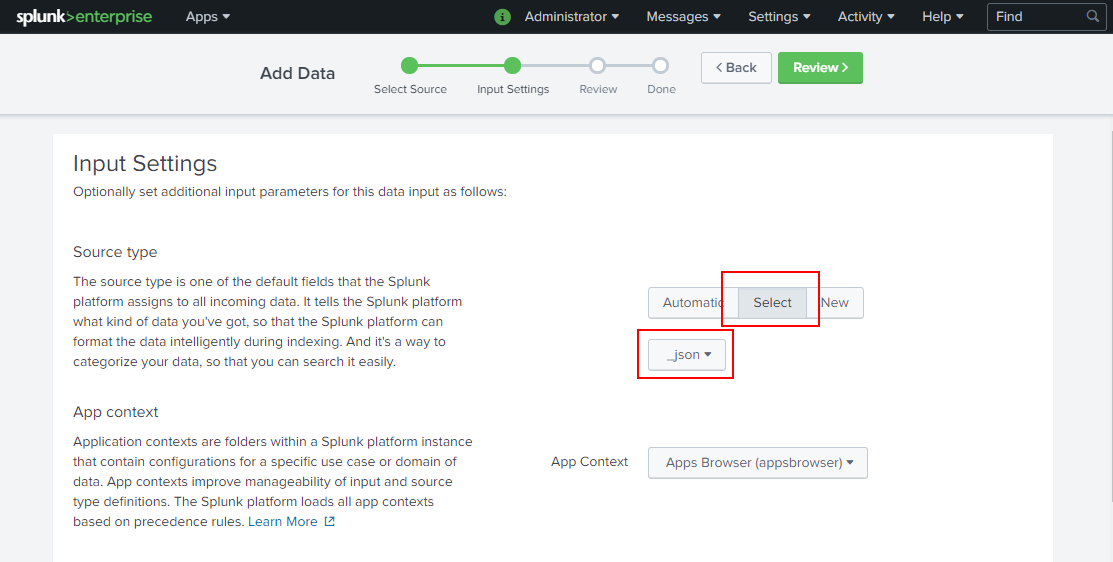 splunk>enterprise Apps Administrator Messages Settings Activity Help Find
Add Data
Select Source Input Settings Review Done
< Back Review >
Input Settings
Optionally set additional input parameters for this data input as follows:
Source type
The source type is one of the default fields that the Splunk
platform assigns to all incoming data. It tells the Splunk platform
what kind of data you've got, so that the Splunk platform can
format the data intelligently during indexing. And it's a way to
categorize your data, so that you can search it easily.
Automatic Select New
_json
App context
Application contexts are folders within a Splunk platform instance
that contain configurations for a specific use case or domain of
data. App contexts improve manageability of input and source
type definitions. The Splunk platform loads all app contexts
based on precedence rules. Learn More
App Context Apps Browser (appsbrowser)